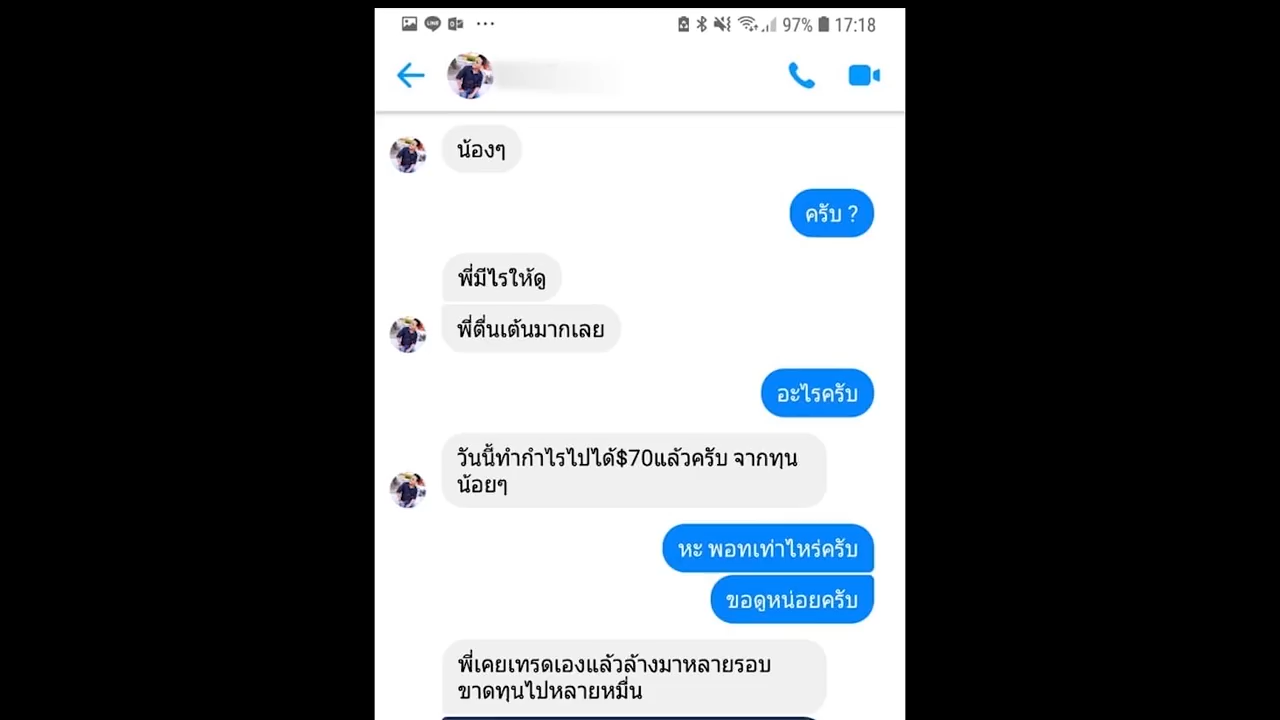 97% 17:18
น้องๆ
ครับ ?
พี่มีไรให้ดู
พี่ตื่นเต้นมากเลย
อะไรครับ
วันนี้ทำกำไรไปได้$70แล้วครับ จากทุน
น้อยๆ
หะ พอทเท่าไหร่ครับ
ขอดูหน่อยครับ
พี่เคยเทรดเองแล้วล้างมาหลายรอบ
ขาดทุนไปหลายหมื่น